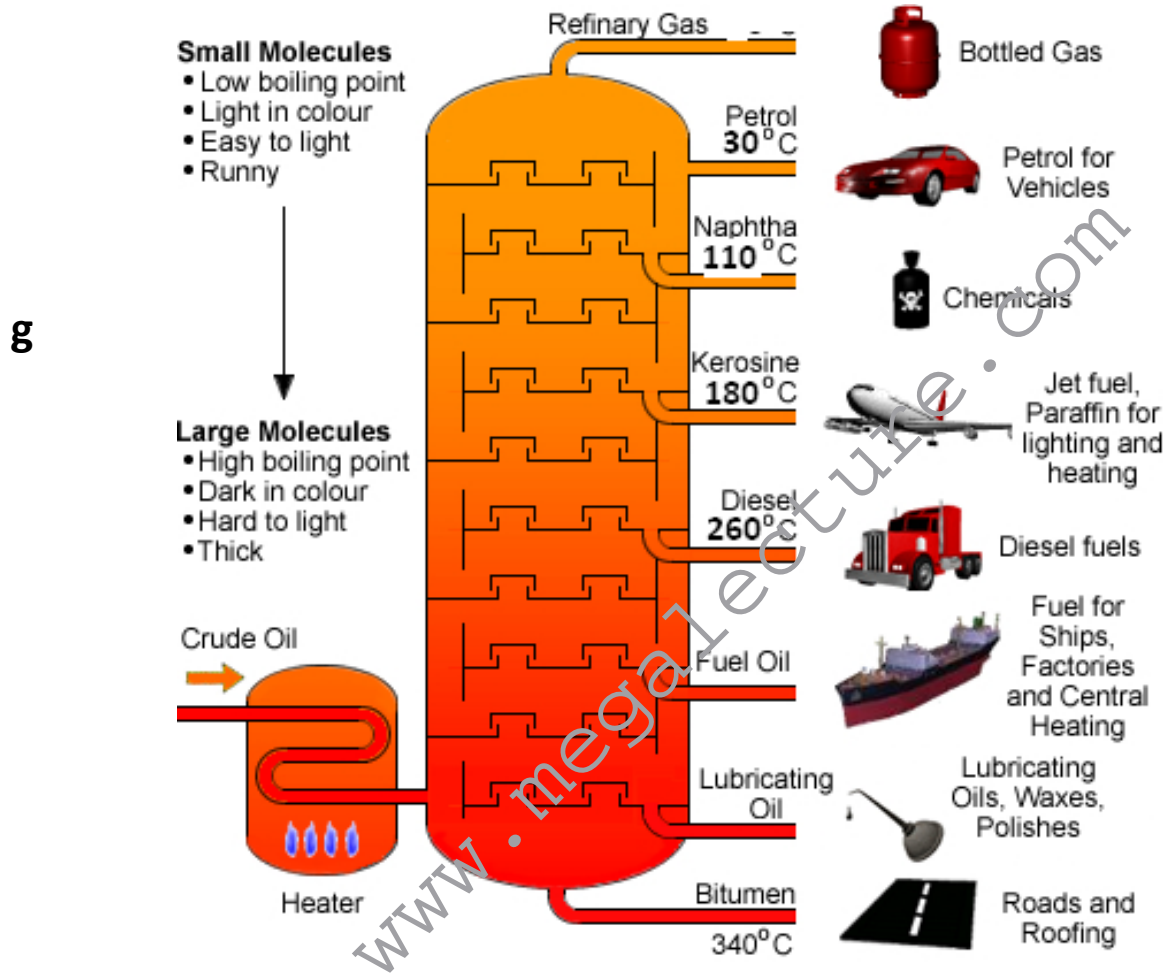 Refinary Gas
Small Molecules
• Low boiling point
• Light in colour
• Easy to light
• Runny
g
Large Molecules
• High boiling point
• Dark in colour
• Hard to light
• Thick
Crude Oil
Heater
Petrol
30°C
Naphtha
110°C
Kerosine
180°C
Diesel
260°C
Fuel Oil
Lubricating
Oil
Bitumen
340°C
Bottled Gas
Petrol for
Vehicles
Chemicals
Jet fuel,
Paraffin for
lighting and
heating
Diesel fuels
Fuel for
Ships,
Factories
and Central
Heating
Lubricating
Oils, Waxes,
Polishes
Roads and
Roofing
www.megalecture.com